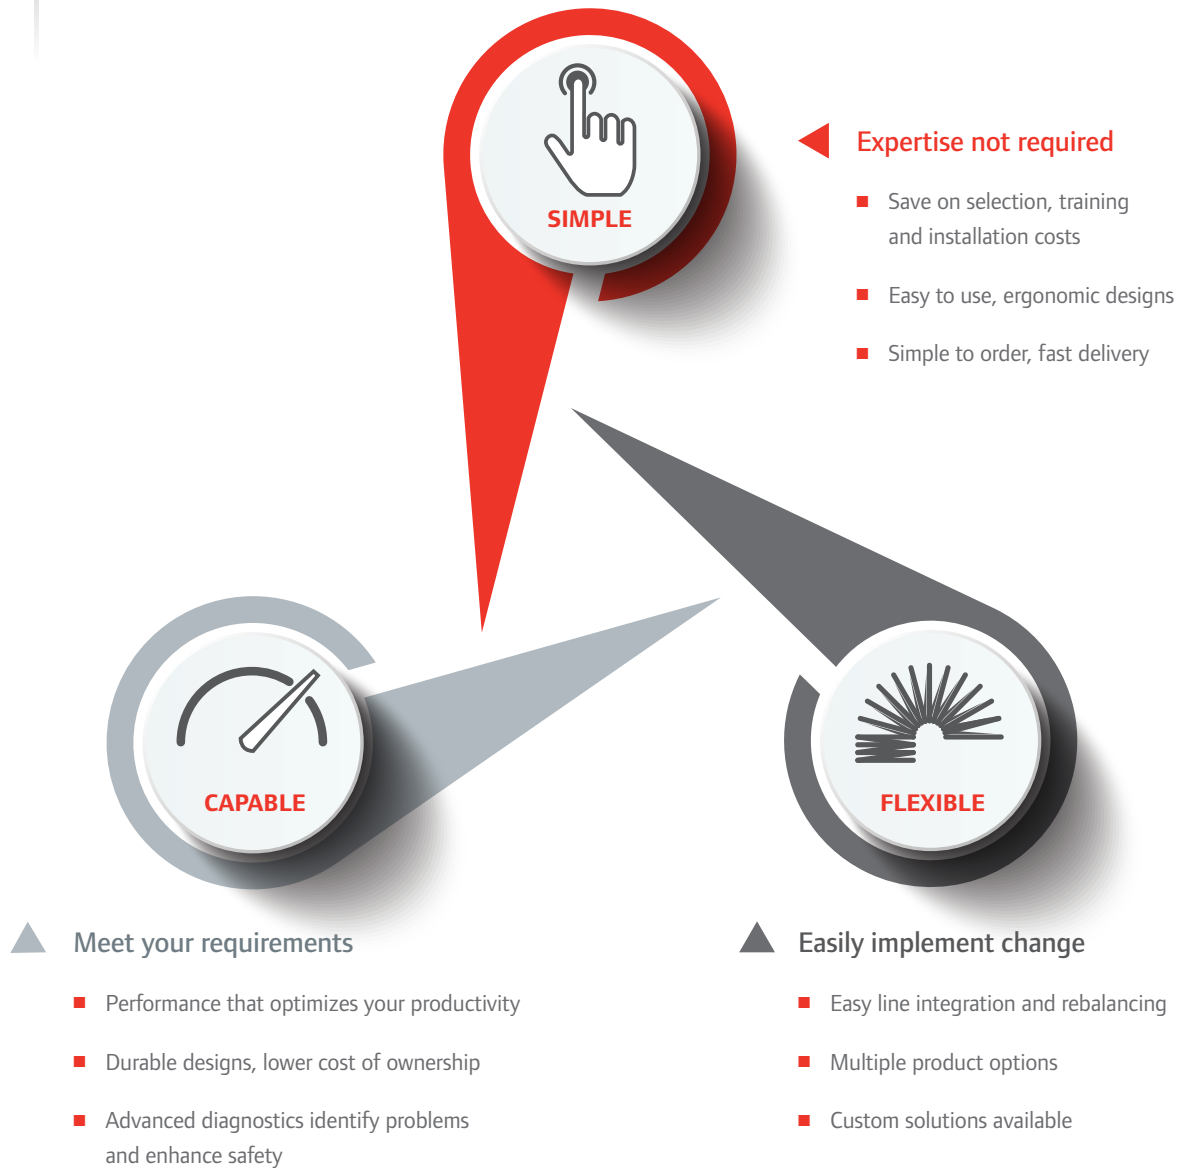 SIMPLE
Expertise not required
Save on selection, training
and installation costs
Easy to use, ergonomic designs
Simple to order, fast delivery
CAPABLE
Meet your requirements
Performance that optimizes your productivity
Durable designs, lower cost of ownership
Advanced diagnostics identify problems
and enhance safety
FLEXIBLE
Easily implement change
Easy line integration and rebalancing
Multiple product options
Custom solutions available